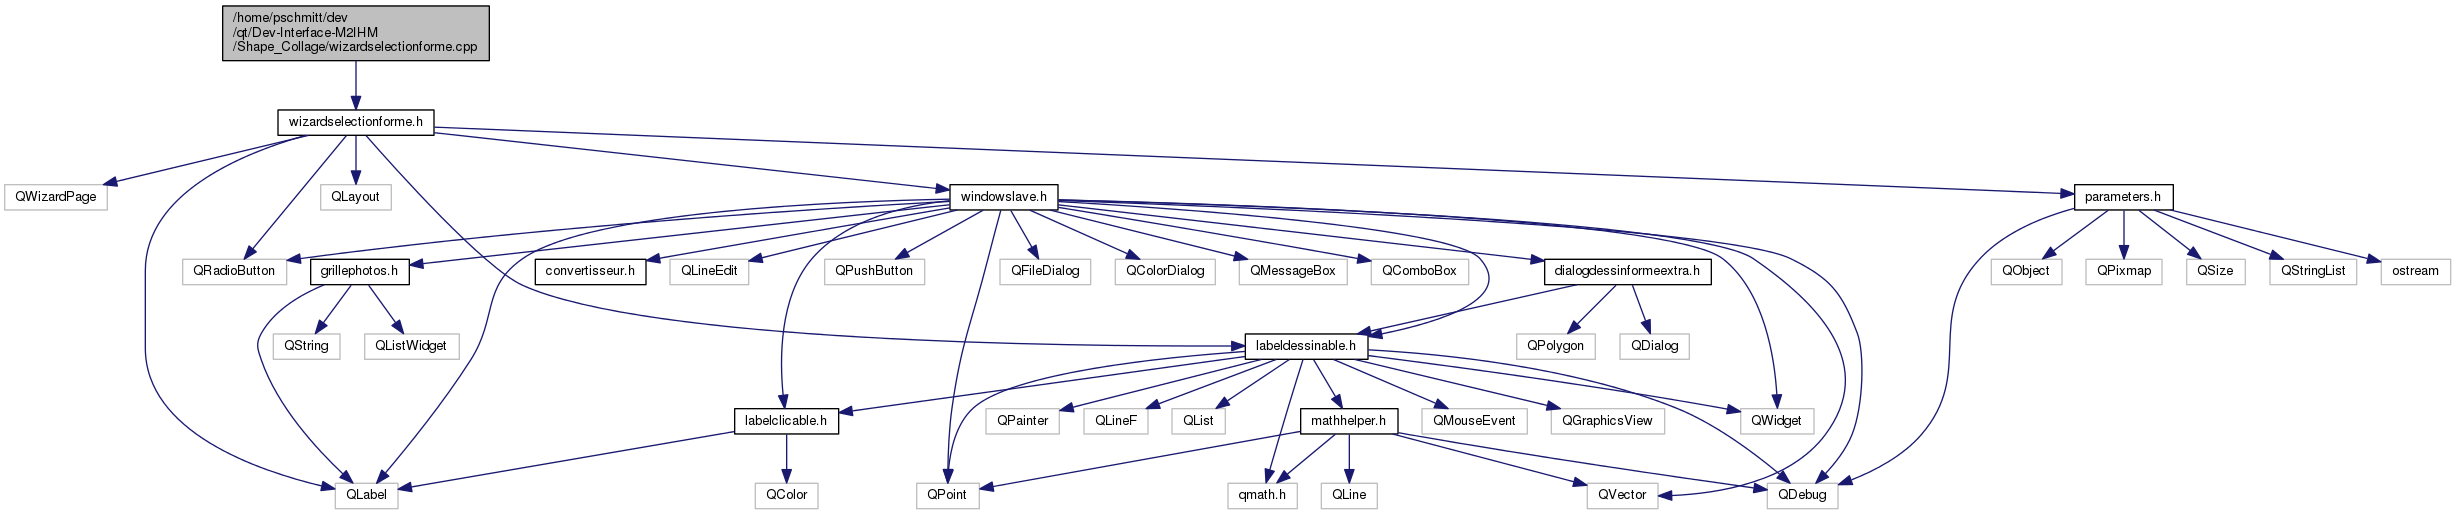 /home/pschmitt/dev
/qt/Dev-Interface-M2IHM
/Shape_Collage/wizardselectionforme.cpp
wizardselectionforme.h
QWizardPage
QLayout
windowslave.h
parameters.h
QRadioButton
grillephotos.h
convertisseur.h
QLineEdit
QPushButton
QFileDialog
QColorDialog
QMessageBox
QComboBox
dialogdessinformeextra.h
QObject
QPixmap
QSize
QStringList
ostream
QString
QListWidget
labeldessinable.h
QPolygon
QDialog
labelclicable.h
QPainter
QLineF
QList
mathhelper.h
QMouseEvent
QGraphicsView
QWidget
QLabel
QColor
QPoint
qmath.h
QLine
QVector
QDebug